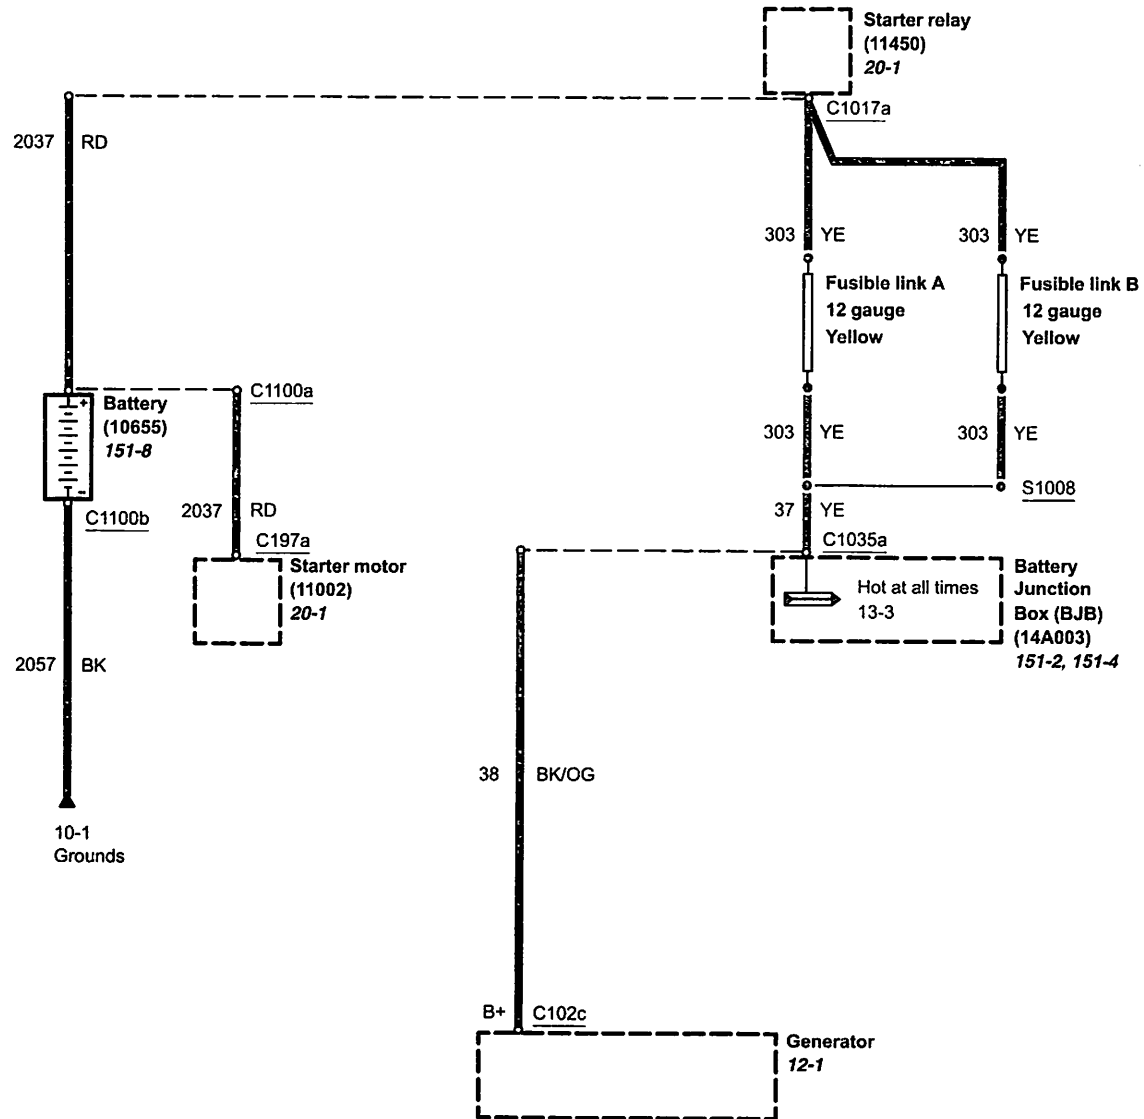 Starter relay
(11450)
20-1
C1017a
2037 RD
303 YE
303 YE
Fusible link A
12 gauge
Yellow
Fusible link B
12 gauge
Yellow
+
Battery
(10655)
151-8
-
C1100a
C1100b
303 YE
303 YE
S1008
2037 RD
37 YE
C197a
C1035a
Starter motor
(11002)
20-1
Hot at all times
13-3
Battery
Junction
Box (BJB)
(14A003)
151-2, 151-4
2057 BK
38 BK/OG
10-1
Grounds
B+ C102c
Generator
12-1